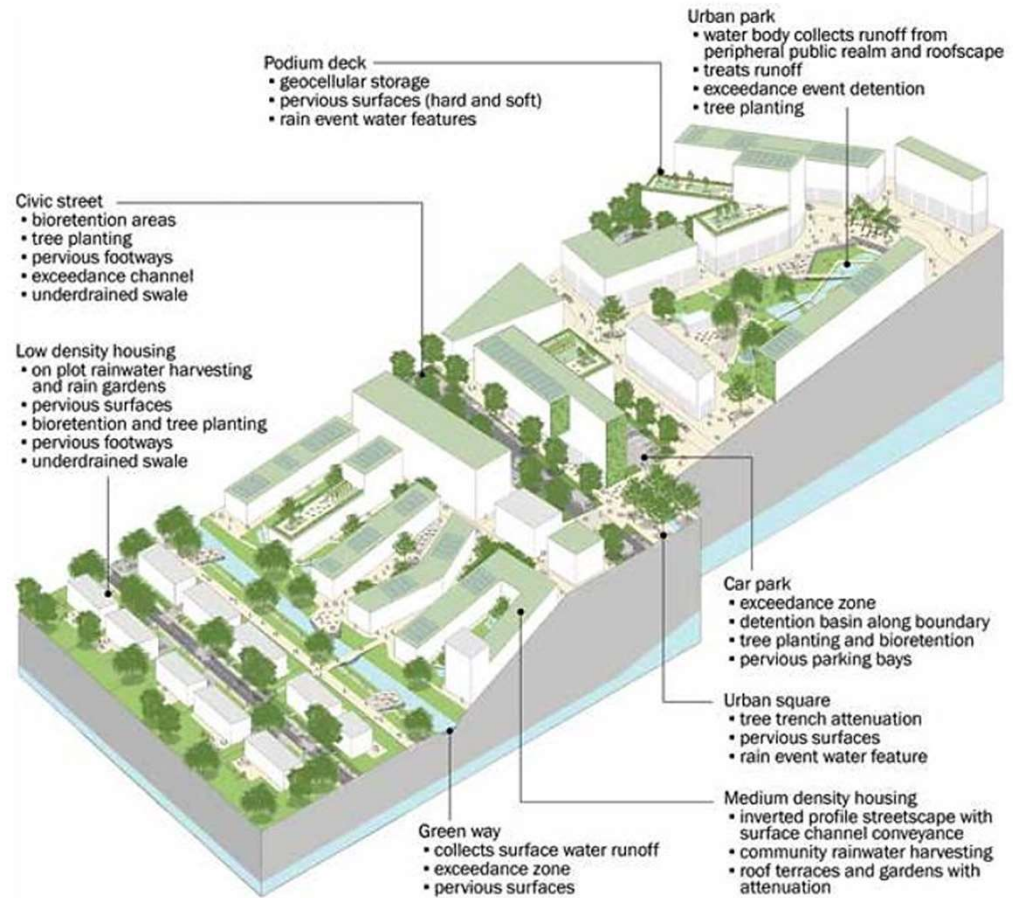 Urban park
▪ water body collects runoff from
peripheral public realm and roofscape
▪ treats runoff
▪ exceedance event detention
▪ tree planting
Podium deck
▪ geocellular storage
▪ pervious surfaces (hard and soft)
▪ rain event water features
Civic street
▪ bioretention areas
▪ tree planting
▪ pervious footways
▪ exceedance channel
▪ underdrained swale
Low density housing
▪ on plot rainwater harvesting
and rain gardens
▪ pervious surfaces
▪ bioretention and tree planting
▪ pervious footways
▪ underdrained swale
Car park
▪ exceedance zone
▪ detention basin along boundary
▪ tree planting and bioretention
▪ pervious parking bays
Urban square
▪ tree trench attenuation
▪ pervious surfaces
▪ rain event water feature
Medium density housing
▪ inverted profile streetscape with
surface channel conveyance
▪ community rainwater harvesting
▪ roof terraces and gardens with
attenuation
Green way
▪ collects surface water runoff
▪ exceedance zone
▪ pervious surfaces